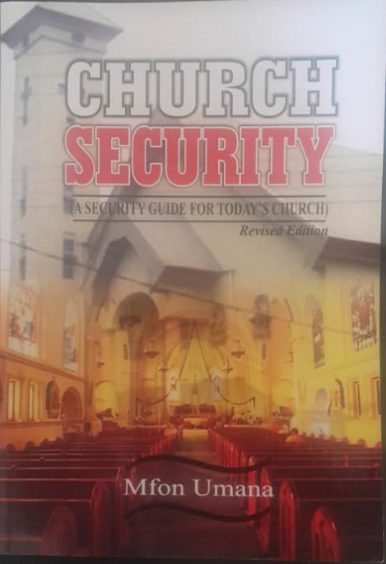 CHURCH
SECURITY
(A SECURITY GUIDE FOR TODAY'S CHURCH)
Revised Edition
Mfon Umana